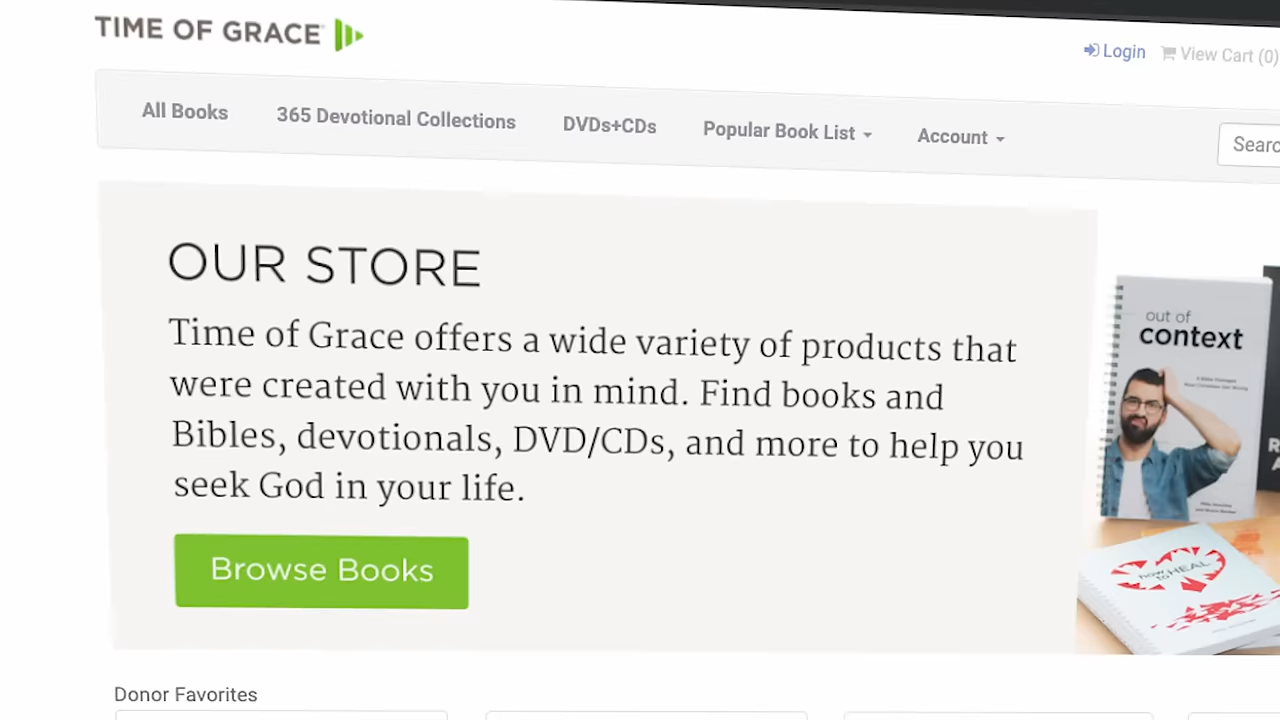 TIME OF GRACE
Login
View Cart (0)
All Books
365 Devotional Collections
DVDs+CDs
Popular Book List
Account
OUR STORE
Time of Grace offers a wide variety of products that
were created with you in mind. Find books and
Bibles, devotionals, DVD/CDs, and more to help you
seek God in your life.
Browse Books
out of
context
how
to HEAL
Donor Favorites